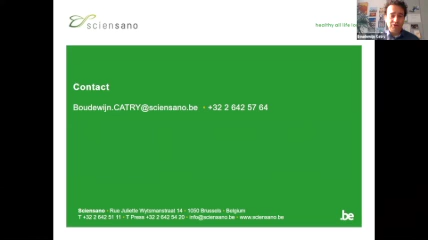 sciensano
healthy all life long
Contact
Boudewijn.CATRY@sciensano.be • +32 2 642 57 64
Sciensano · Rue Juliette Wytsmanstraat 14 · 1050 Brussels · Belgium
T +32 2 642 51 11 · T Press +32 2 642 54 20 · info@sciensano.be · www.sciensano.be
.be